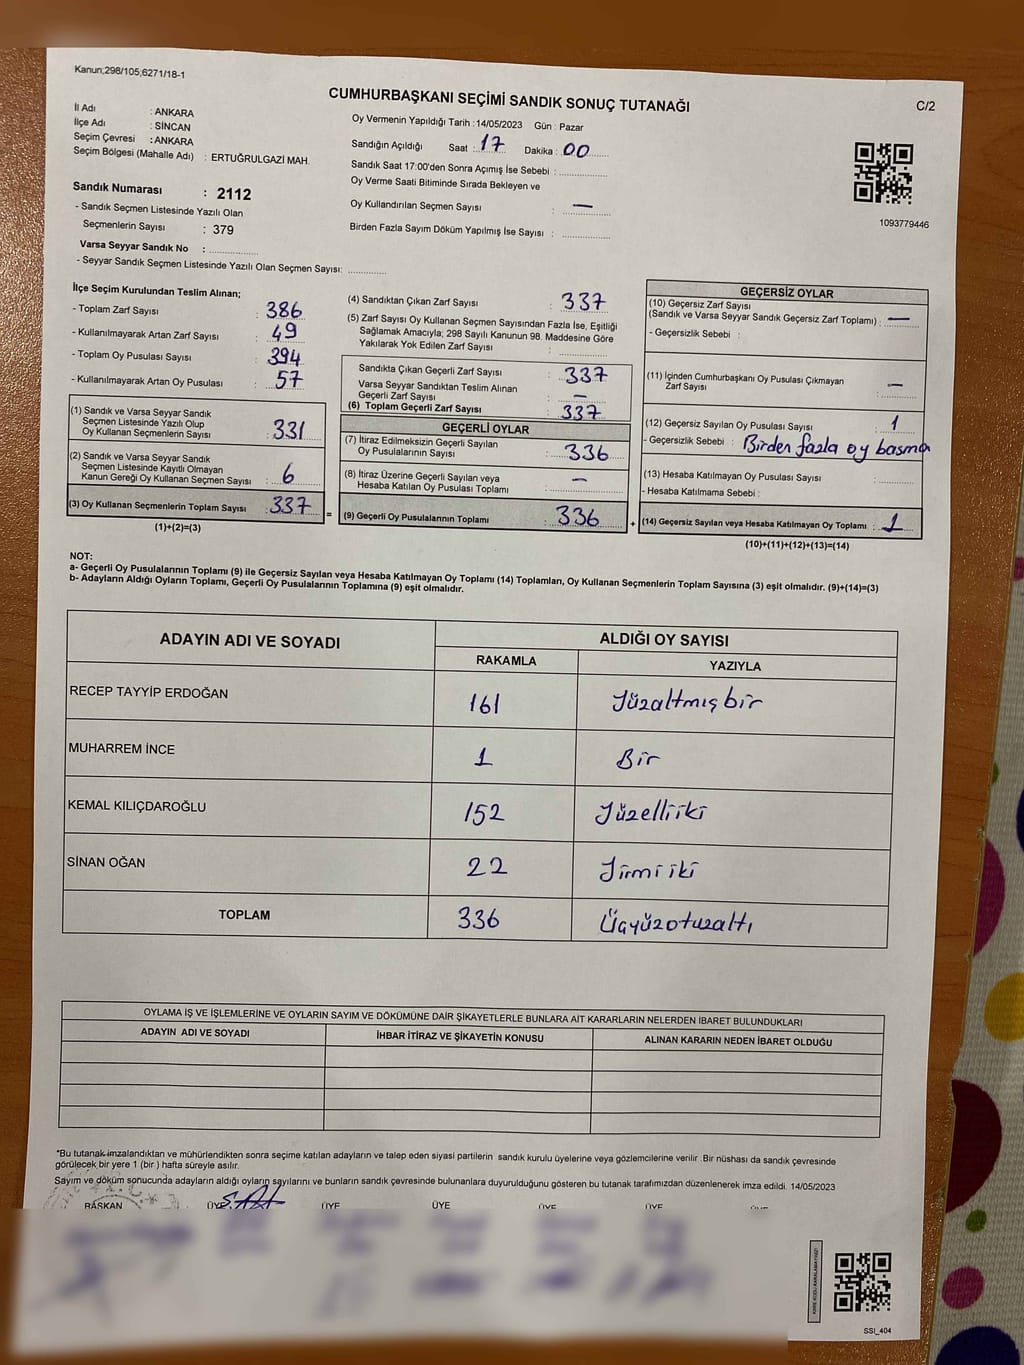 Kanun;298/105;6271/18-1
CUMHURBAŞKANI SEÇİMİ SANDIK SONUÇ TUTANAĞI
C/2
İl Adı : ANKARA
İlçe Adı : SİNCAN
Seçim Çevresi : ANKARA
Seçim Bölgesi (Mahalle Adı) : ERTUĞRULGAZİ MAH.
Sandık Numarası : 2112
- Sandık Seçmen Listesinde Yazılı Olan
Seçmenlerin Sayısı : 379
Varsa Seyyar Sandık No :
- Seyyar Sandık Seçmen Listesinde Yazılı Olan Seçmen Sayısı:
Oy Vermenin Yapıldığı Tarih : 14/05/2023 Gün : Pazar
Sandığın Açıldığı Saat : 17 Dakika : 00
Sandık Saat 17:00'den Sonra Açımış İse Sebebi :
Oy Verme Saati Bitiminde Sırada Bekleyen ve
Oy Kullandırılan Seçmen Sayısı : —
Birden Fazla Sayım Döküm Yapılmış İse Sayısı :
1093779446
İlçe Seçim Kurulundan Teslim Alınan;
- Toplam Zarf Sayısı : 386
- Kullanılmayarak Artan Zarf Sayısı : 49
- Toplam Oy Pusulası Sayısı : 394
- Kullanılmayarak Artan Oy Pusulası : 57
(1) Sandık ve Varsa Seyyar Sandık
Seçmen Listesinde Yazılı Olup
Oy Kullanan Seçmenlerin Sayısı : 331
(2) Sandık ve Varsa Seyyar Sandık
Seçmen Listesinde Kayıtlı Olmayan
Kanun Gereği Oy Kullanan Seçmen Sayısı : 6
(3) Oy Kullanan Seçmenlerin Toplam Sayısı : 337
(1)+(2)=(3)
=
(4) Sandıktan Çıkan Zarf Sayısı : 337
(5) Zarf Sayısı Oy Kullanan Seçmen Sayısından Fazla İse, Eşitliği
Sağlamak Amacıyla; 298 Sayılı Kanunun 98. Maddesine Göre
Yakılarak Yok Edilen Zarf Sayısı :
Sandıkta Çıkan Geçerli Zarf Sayısı : 337
Varsa Seyyar Sandıktan Teslim Alınan
Geçerli Zarf Sayısı : —
(6) Toplam Geçerli Zarf Sayısı : 337
GEÇERLİ OYLAR
(7) İtiraz Edilmeksizin Geçerli Sayılan
Oy Pusulalarının Sayısı : 336
(8) İtiraz Üzerine Geçerli Sayılan veya
Hesaba Katılan Oy Pusulası Toplamı : —
(9) Geçerli Oy Pusulalarının Toplamı : 336
+
GEÇERSİZ OYLAR
(10) Geçersiz Zarf Sayısı
(Sandık ve Varsa Seyyar Sandık Geçersiz Zarf Toplamı) : —
- Geçersizlik Sebebi :
(11) İçinden Cumhurbaşkanı Oy Pusulası Çıkmayan
Zarf Sayısı : —
(12) Geçersiz Sayılan Oy Pusulası Sayısı : 1
- Geçersizlik Sebebi : Birden fazla oy basma
(13) Hesaba Katılmayan Oy Pusulası Sayısı :
- Hesaba Katılmama Sebebi :
(14) Geçersiz Sayılan veya Hesaba Katılmayan Oy Toplamı : 1
(10)+(11)+(12)+(13)=(14)
NOT:
a- Geçerli Oy Pusulalarının Toplamı (9) ile Geçersiz Sayılan veya Hesaba Katılmayan Oy Toplamı (14) Toplamları, Oy Kullanan Seçmenlerin Toplam Sayısına (3) eşit olmalıdır. (9)+(14)=(3)
b- Adayların Aldığı Oyların Toplamı, Geçerli Oy Pusulalarının Toplamına (9) eşit olmalıdır.
ADAYIN ADI VE SOYADI ALDIĞI OY SAYISI
RAKAMLA YAZIYLA
RECEP TAYYİP ERDOĞAN 161 Yüzaltmışbir
MUHARREM İNCE 1 Bir
KEMAL KILIÇDAROĞLU 152 Yüzelliiki
SİNAN OĞAN 22 Yirmiiki
TOPLAM 336 Üçyüzotuzaltı
OYLAMA İŞ VE İŞLEMLERİNE VE OYLARIN SAYIM VE DÖKÜMÜNE DAİR ŞİKAYETLERLE BUNLARA AİT KARARLARIN NELERDEN İBARET BULUNDUKLARI
ADAYIN ADI VE SOYADI İHBAR İTİRAZ VE ŞİKAYETİN KONUSU ALINAN KARARIN NEDEN İBARET OLDUĞU
*Bu tutanak imzalandıktan ve mühürlendikten sonra seçime katılan adayların ve talep eden siyasi partilerin sandık kurulu üyelerine veya gözlemcilerine verilir. Bir nüshası da sandık çevresinde
görülecek bir yere 1 (bir) hafta süreyle asılır.
Sayım ve döküm sonucunda adayların aldığı oyların sayılarını ve bunların sandık çevresinde bulunanlara duyurulduğunu gösteren bu tutanak tarafımızdan düzenlenerek imza edildi. 14/05/2023
BAŞKAN ÜYE ÜYE ÜYE ÜYE ÜYE
SSI_404